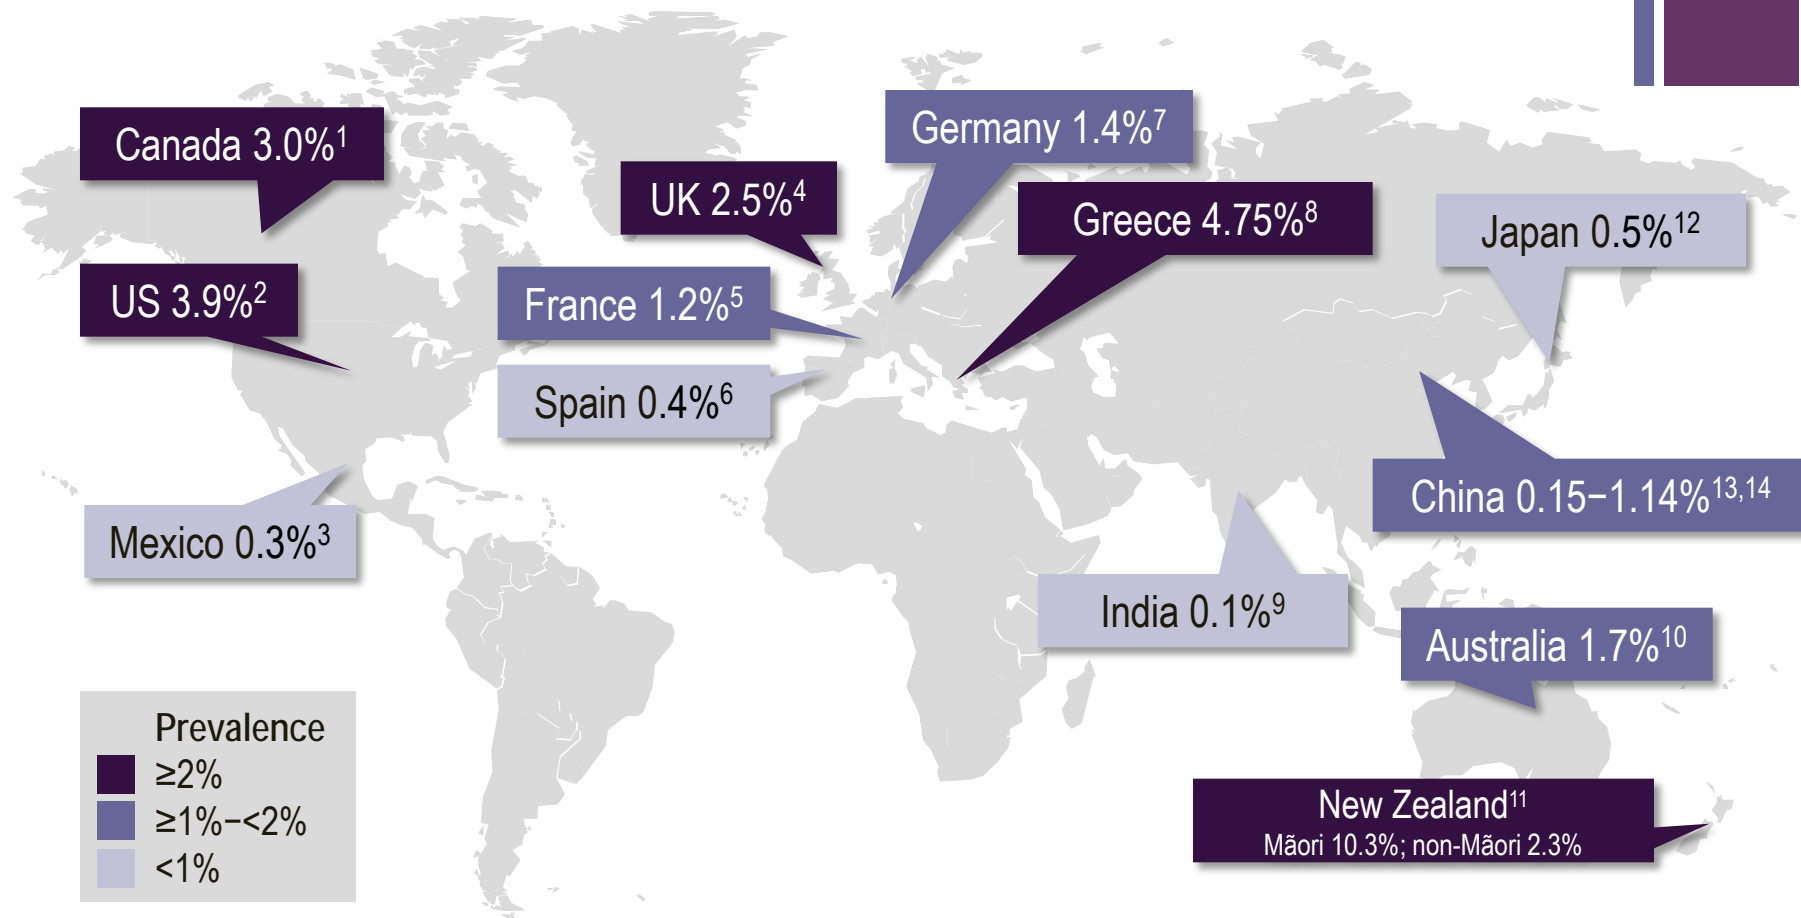 Canada 3.0%¹
Germany 1.4%⁷
UK 2.5%⁴
Greece 4.75%⁸
Japan 0.5%¹²
US 3.9%²
France 1.2%⁵
Spain 0.4%⁶
China 0.15−1.14%¹³,¹⁴
Mexico 0.3%³
India 0.1%⁹
Australia 1.7%¹⁰
Prevalence
≥2%
≥1%−<2%
<1%
New Zealand¹¹
Mãori 10.3%; non-Mãori 2.3%